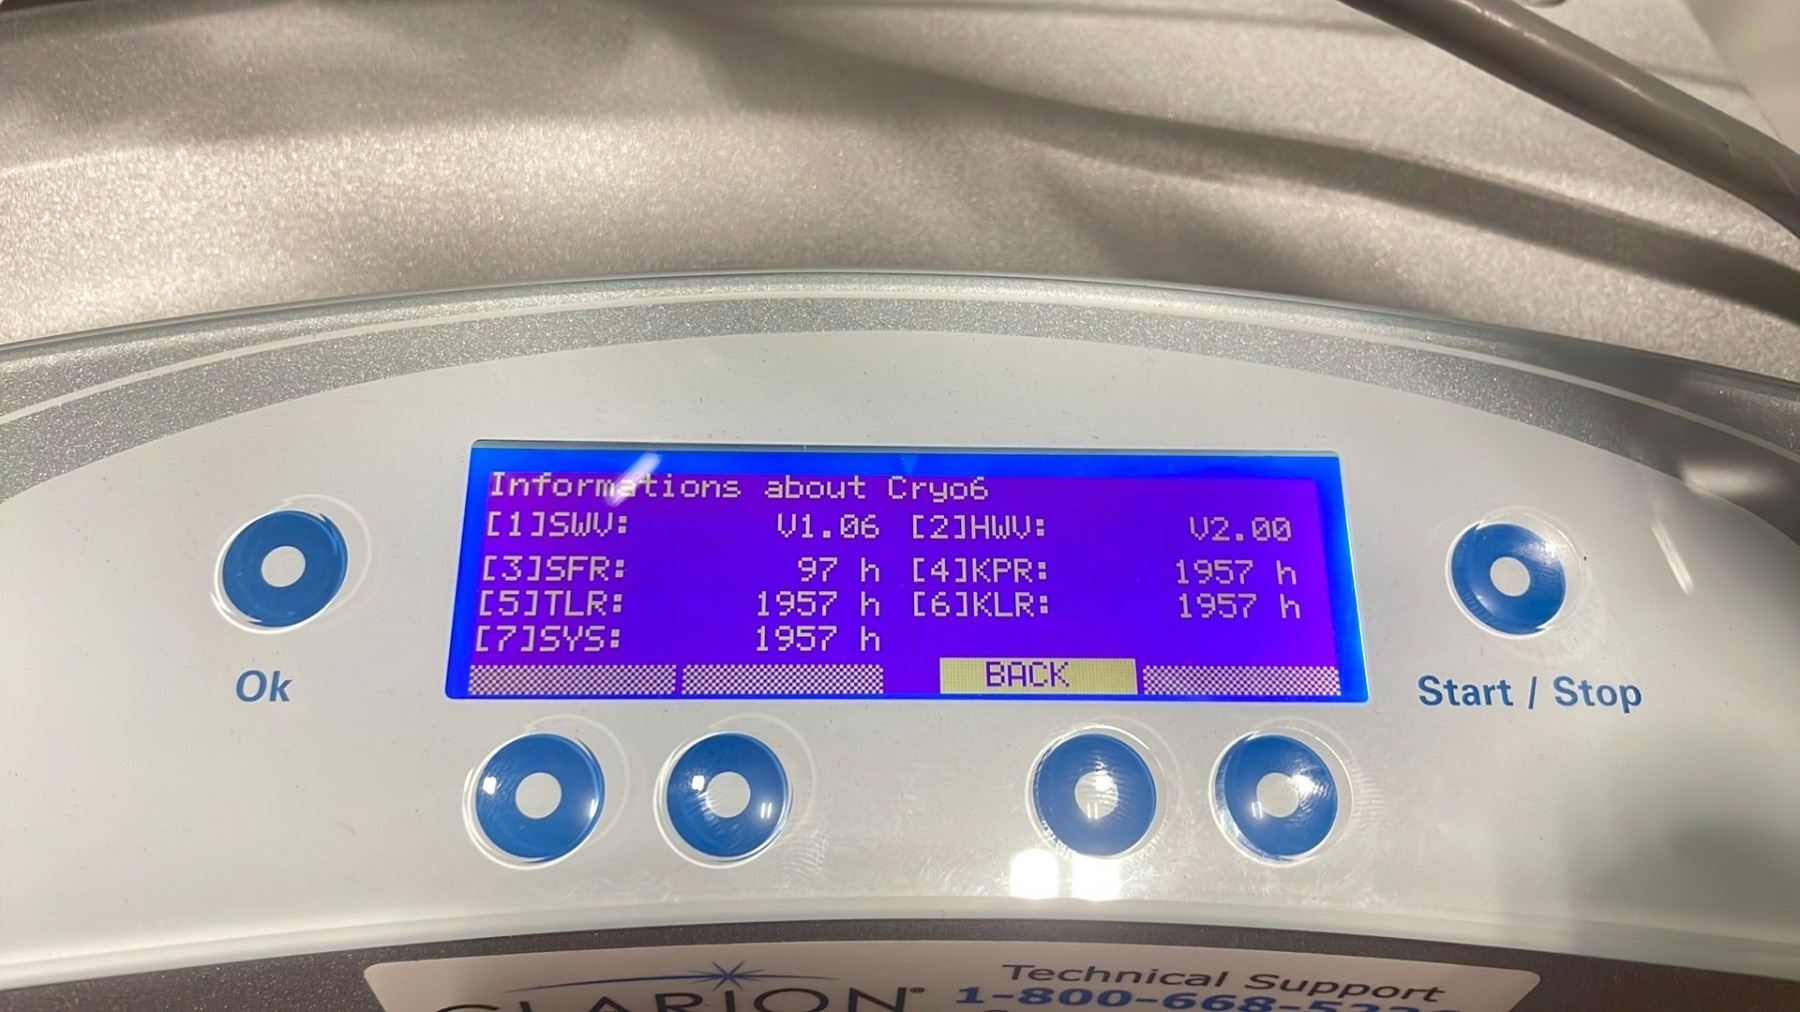 Informations about Cryo6
[1]SWV: V1.06 [2]HWV: V2.00
[3]SFR: 97 h [4]KPR: 1957 h
[5]TLR: 1957 h [6]KLR: 1957 h
[7]SYS: 1957 h
BACK
Ok
Start / Stop
CLARION®
Technical Support